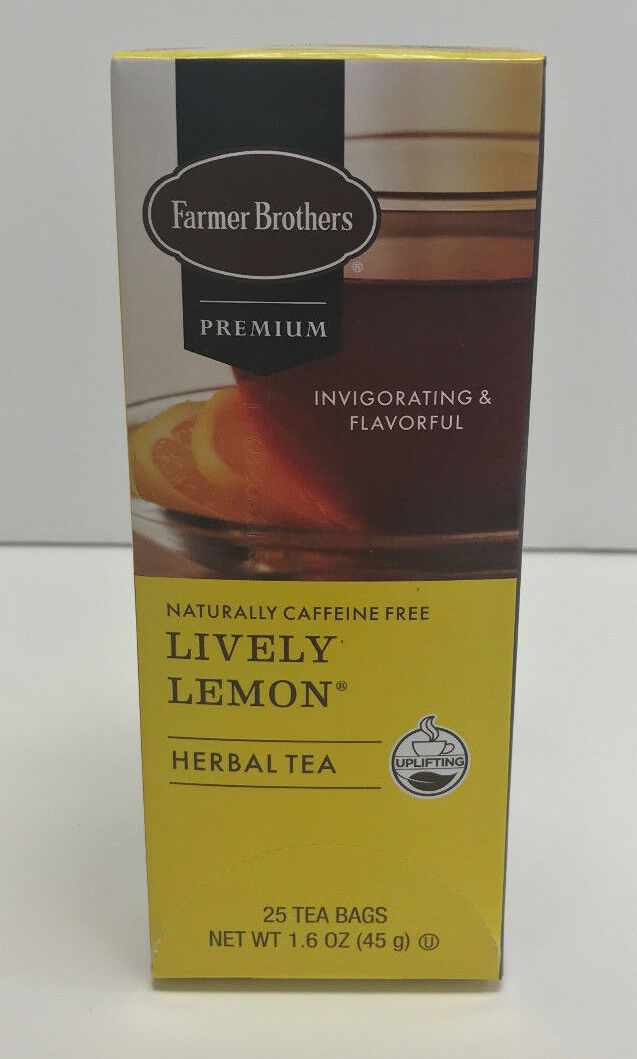 Farmer Brothers
®
PREMIUM
INVIGORATING &
FLAVORFUL
NATURALLY CAFFEINE FREE
LIVELY
LEMON®
HERBAL TEA
UPLIFTING
25 TEA BAGS
NET WT 1.6 OZ (45 g) Ⓤ